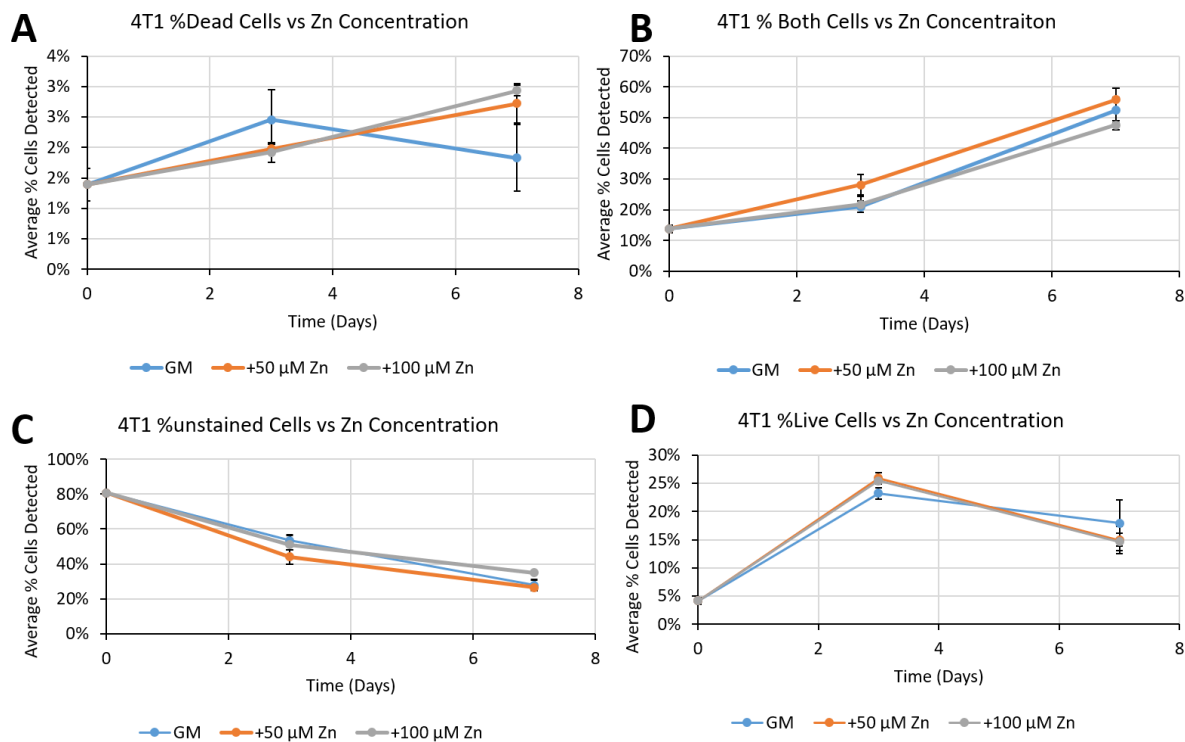 A
4T1 %Dead Cells vs Zn Concentration
Average % Cells Detected
4%
3%
3%
2%
2%
1%
1%
0%
0 2 4 6 8
Time (Days)
GM +50 µM Zn +100 µM Zn
B
4T1 % Both Cells vs Zn Concentraiton
Average % Cells Detected
70%
60%
50%
40%
30%
20%
10%
0%
0 2 4 6 8
Time (Days)
GM +50 µM Zn +100 µM Zn
C
4T1 %unstained Cells vs Zn Concentration
Average % Cells Detected
100%
80%
60%
40%
20%
0%
0 2 4 6 8
Time (Days)
GM +50 µM Zn +100 µM Zn
D
4T1 %Live Cells vs Zn Concentration
Average % Cells Detected
30%
25%
20%
15%
10%
5%
0%
0 2 4 6 8
Time (Days)
GM +50 µM Zn +100 µM Zn